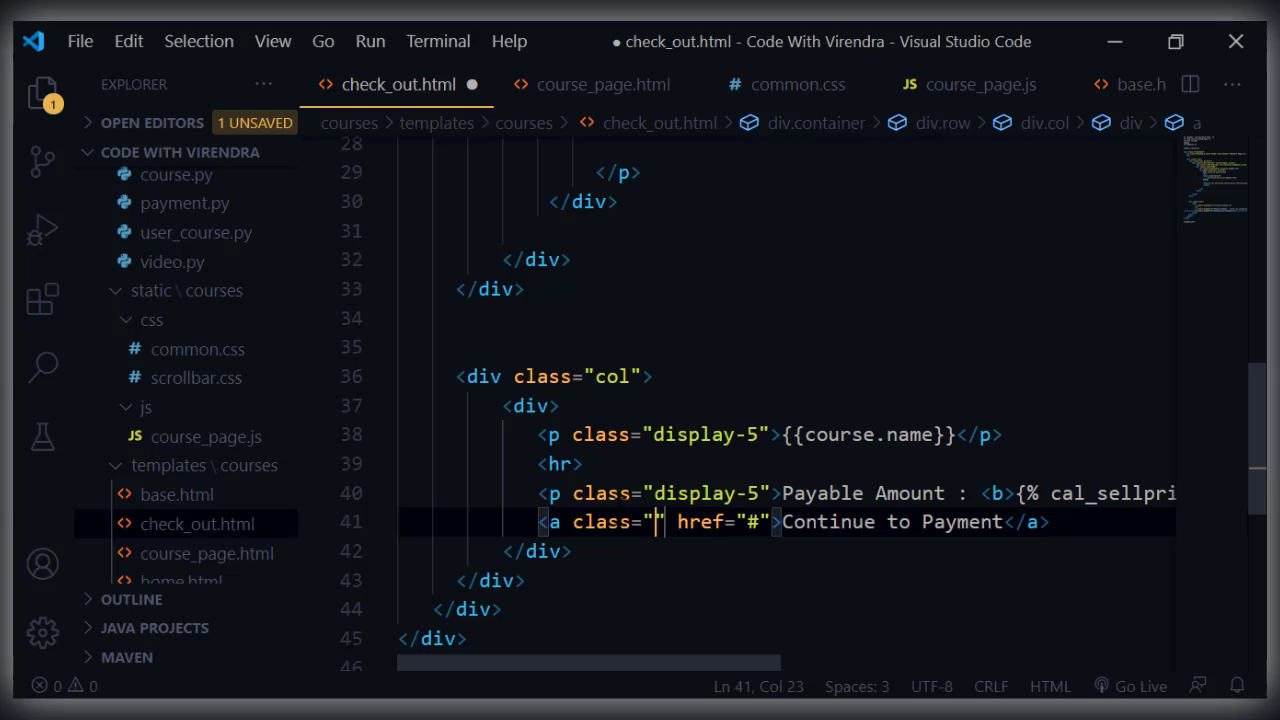 File Edit Selection View Go Run Terminal Help ● check_out.html - Code With Virendra - Visual Studio Code
EXPLORER ··· <> check_out.html ● <> course_page.html # common.css JS course_page.js <> base.h ···
OPEN EDITORS 1 UNSAVED
courses > templates > courses > <> check_out.html > div.container > div.row > div.col > div > a
CODE WITH VIRENDRA
1
course.py
payment.py
user_course.py
video.py
static \ courses
css
# common.css
# scrollbar.css
js
JS course_page.js
templates \ courses
<> base.html
<> check_out.html
<> course_page.html
<> home.html
OUTLINE
JAVA PROJECTS
MAVEN
28
29 </p>
30 </div>
31
32 </div>
33 </div>
34
35
36 <div class="col">
37 <div>
38 <p class="display-5">{{course.name}}</p>
39 <hr>
40 <p class="display-5">Payable Amount : <b>{% cal_sellpri
41 <a class="" href="#">Continue to Payment</a>
42 </div>
43 </div>
44 </div>
45 </div>
46
0 0 Ln 41, Col 23 Spaces: 3 UTF-8 CRLF HTML Go Live